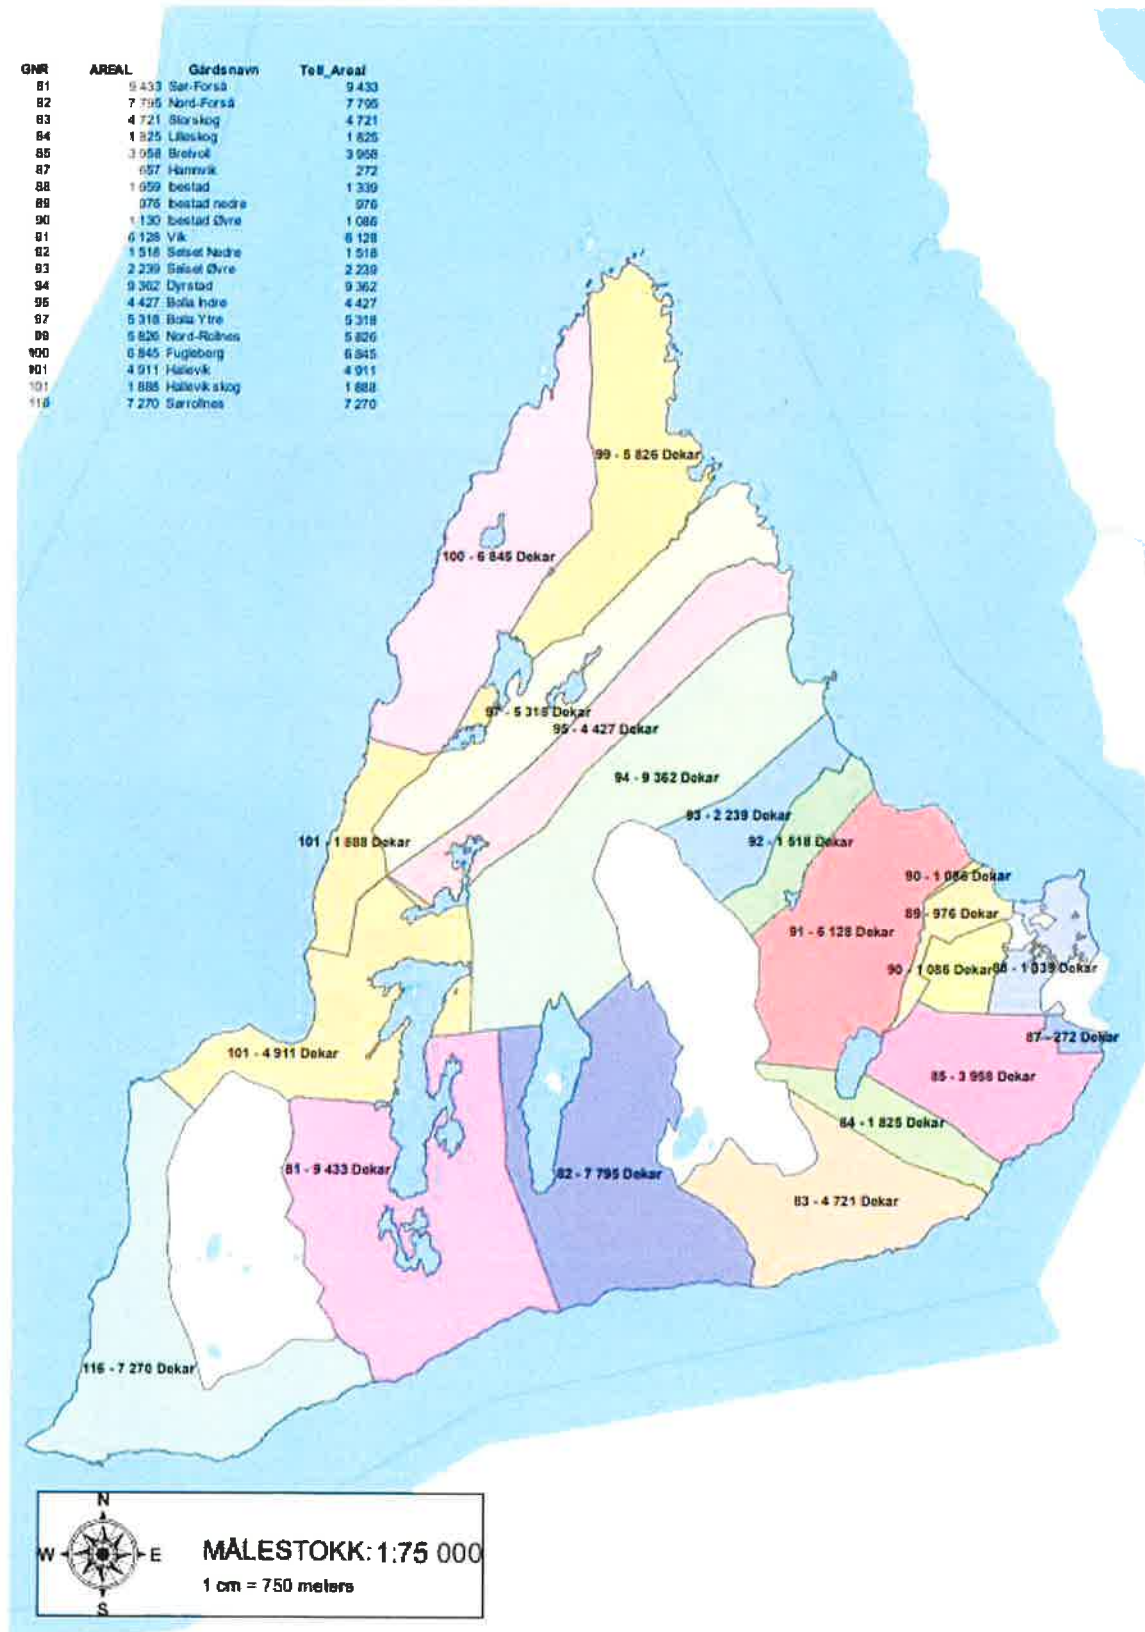 GNR AREAL Gårdsnavn Tell_Areal
81 9 433 Sør-Forså 9 433
82 7 795 Nord-Forså 7 795
83 4 721 Storskog 4 721
84 1 825 Lilleskog 1 825
85 3 958 Breivoll 3 958
87 657 Hamnvik 272
88 1 659 Ibestad 1 339
89 976 Ibestad nedre 976
90 1 130 Ibestad Øvre 1 086
91 6 128 Vik 6 128
92 1 518 Selset Nedre 1 518
93 2 239 Selset Øvre 2 239
94 9 362 Dyrstad 9 362
95 4 427 Bolla Indre 4 427
97 5 318 Bolla Ytre 5 318
99 5 826 Nord-Rollnes 5 826
100 6 845 Fugleberg 6 845
101 4 911 Hallevik 4 911
101 1 888 Hallevik skog 1 888
116 7 270 Sørrollnes 7 270
99 - 5 826 Dekar
100 - 6 845 Dekar
97 - 5 318 Dekar
95 - 4 427 Dekar
94 - 9 362 Dekar
93 - 2 239 Dekar
101 - 1 888 Dekar
92 - 1 518 Dekar
90 - 1 086 Dekar
89 - 976 Dekar
91 - 6 128 Dekar
90 - 1 086 Dekar
88 - 1 339 Dekar
87 - 272 Dekar
101 - 4 911 Dekar
85 - 3 958 Dekar
84 - 1 825 Dekar
81 - 9 433 Dekar
82 - 7 795 Dekar
83 - 4 721 Dekar
116 - 7 270 Dekar
N
W E
S
MÅLESTOKK: 1:75 000
1 cm = 750 meters